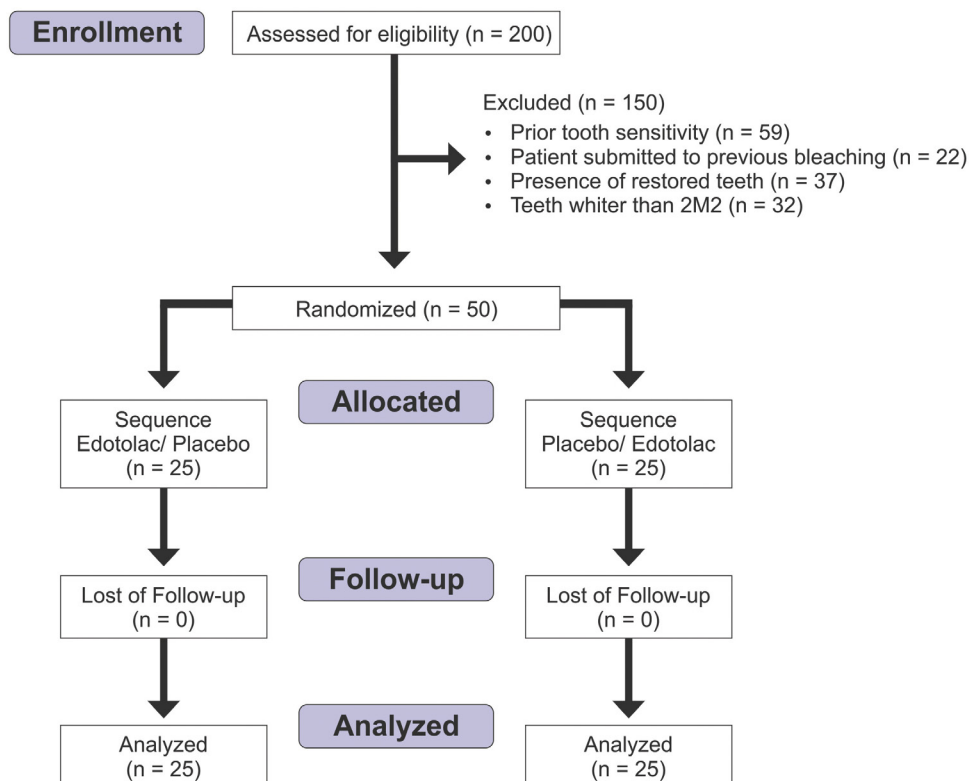 Enrollment
Assessed for eligibility (n = 200)
Excluded (n = 150)
• Prior tooth sensitivity (n = 59)
• Patient submitted to previous bleaching (n = 22)
• Presence of restored teeth (n = 37)
• Teeth whiter than 2M2 (n = 32)
Randomized (n = 50)
Allocated
Sequence
Edotolac/ Placebo
(n = 25)
Sequence
Placebo/ Edotolac
(n = 25)
Follow-up
Lost of Follow-up
(n = 0)
Lost of Follow-up
(n = 0)
Analyzed
Analyzed
(n = 25)
Analyzed
(n = 25)